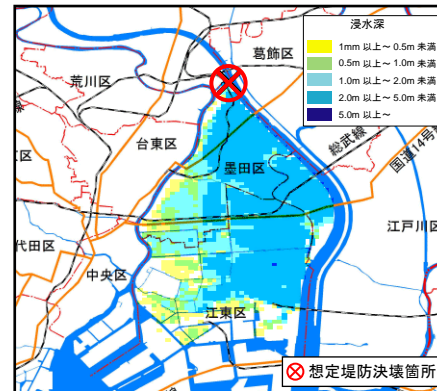 浸水深
1mm 以上～ 0.5m 未満
0.5m 以上～ 1.0m 未満
1.0m 以上～ 2.0m 未満
2.0m 以上～ 5.0m 未満
5.0m 以上～
葛飾区
荒川区
台東区
墨田区
総武線
国道14号
江戸川区
代田区
中央区
江東区
想定堤防決壊箇所